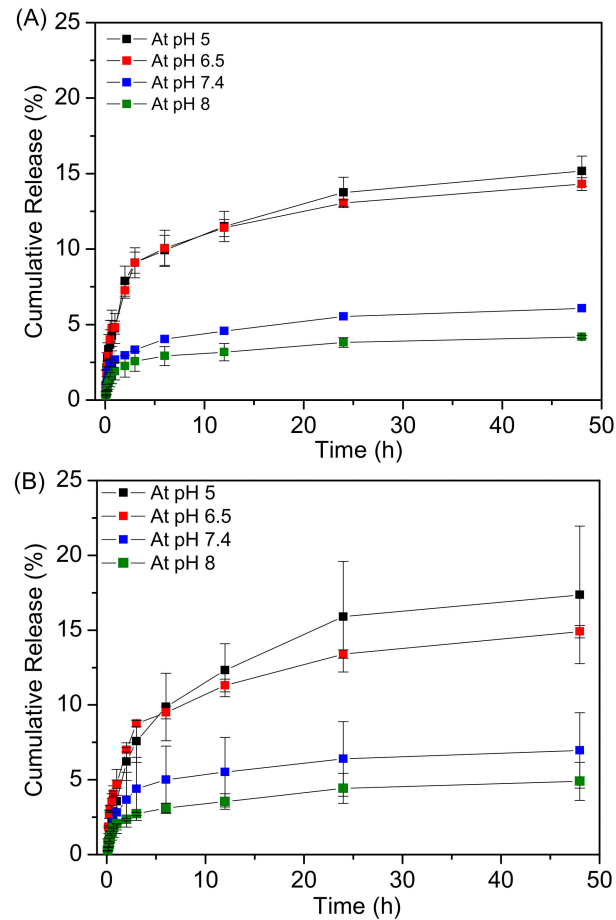 (A)
25
20
15
10
5
0
Cumulative Release (%)
At pH 5
At pH 6.5
At pH 7.4
At pH 8
0 10 20 30 40 50
Time (h)
(B)
25
20
15
10
5
0
Cumulative Release (%)
At pH 5
At pH 6.5
At pH 7.4
At pH 8
0 10 20 30 40 50
Time (h)